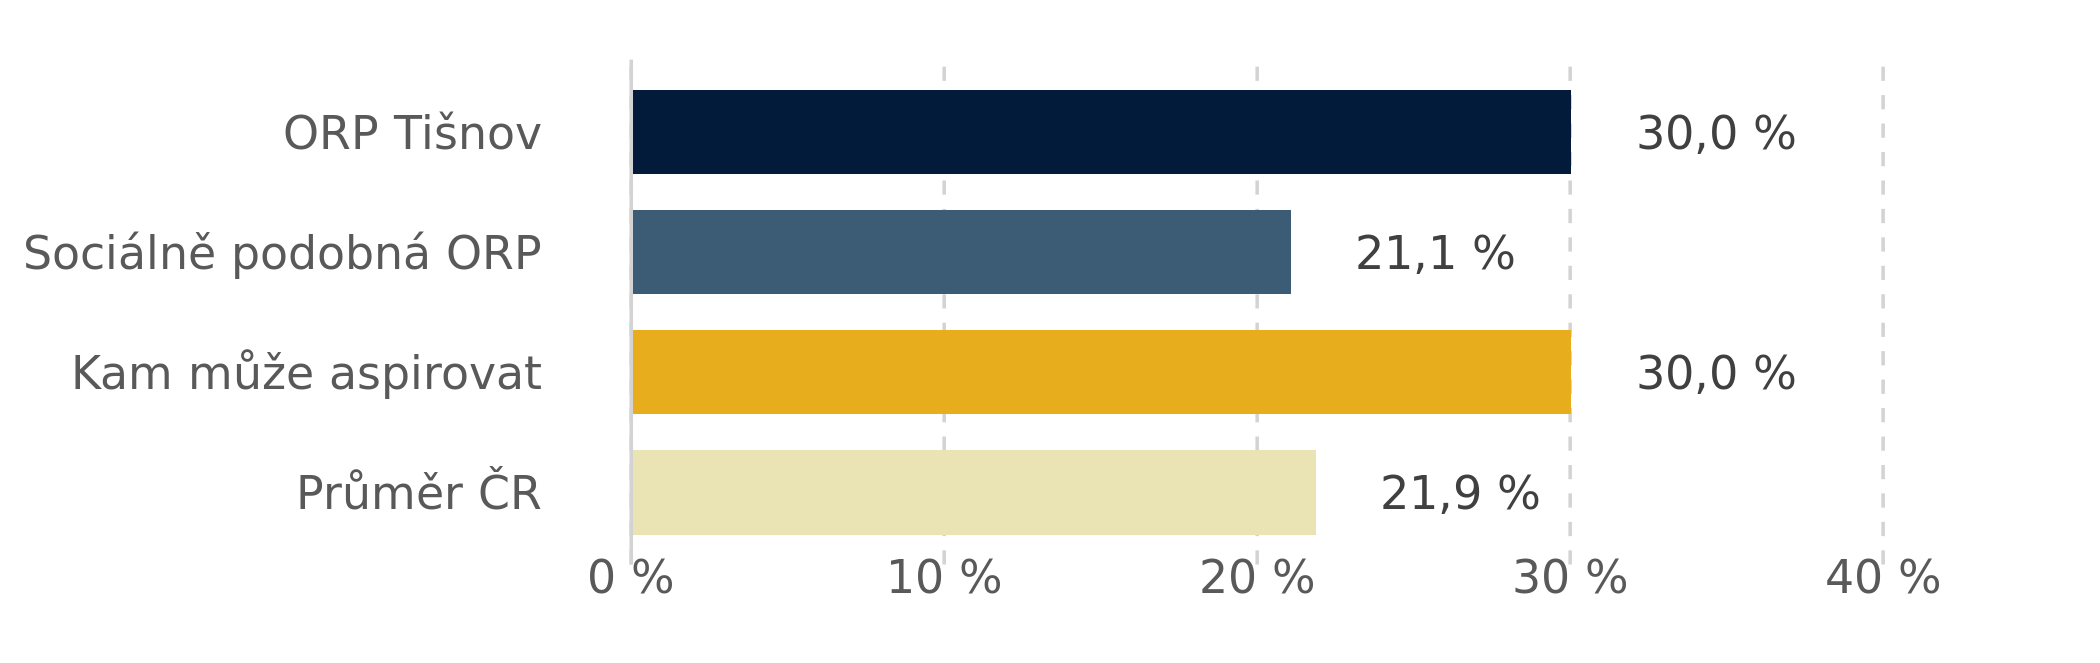 ORP Tišnov
30,0 %
Sociálně podobná ORP
21,1 %
Kam může aspirovat
30,0 %
Průměr ČR
21,9 %
0 %
10 %
20 %
30 %
40 %